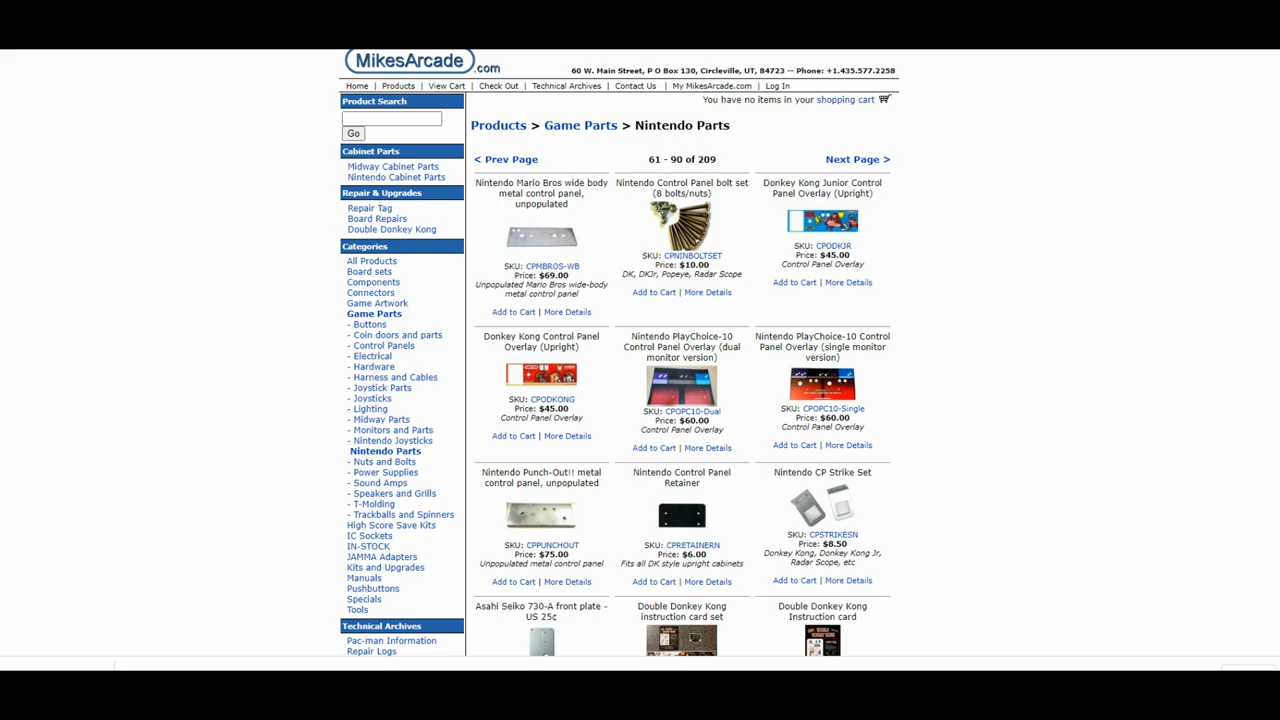 MikesArcade.com
60 W. Main Street, P O Box 130, Circleville, UT, 84723 -- Phone: +1.435.577.2258
Home | Products | View Cart | Check Out | Technical Archives | Contact Us | My MikesArcade.com | Log In
Product Search
Go
Cabinet Parts
Midway Cabinet Parts
Nintendo Cabinet Parts
Repair & Upgrades
Repair Tag
Board Repairs
Double Donkey Kong
Categories
All Products
Board sets
Components
Connectors
Game Artwork
Game Parts
- Buttons
- Coin doors and parts
- Control Panels
- Electrical
- Hardware
- Harness and Cables
- Joystick Parts
- Joysticks
- Lighting
- Midway Parts
- Monitors and Parts
- Nintendo Joysticks
Nintendo Parts
- Nuts and Bolts
- Power Supplies
- Sound Amps
- Speakers and Grills
- T-Molding
- Trackballs and Spinners
High Score Save Kits
IC Sockets
IN-STOCK
JAMMA Adapters
Kits and Upgrades
Manuals
Pushbuttons
Specials
Tools
Technical Archives
Pac-man Information
Repair Logs
You have no items in your shopping cart
Products > Game Parts > Nintendo Parts
< Prev Page
61 - 90 of 209
Next Page >
Nintendo Mario Bros wide body
metal control panel,
unpopulated
SKU: CPMBROS-WB
Price: $69.00
Unpopulated Mario Bros wide-body
metal control panel
Add to Cart | More Details
Nintendo Control Panel bolt set
(8 bolts/nuts)
SKU: CPNINBOLTSET
Price: $10.00
DK, DKJr, Popeye, Radar Scope
Add to Cart | More Details
Donkey Kong Junior Control
Panel Overlay (Upright)
SKU: CPODKJR
Price: $45.00
Control Panel Overlay
Add to Cart | More Details
Donkey Kong Control Panel
Overlay (Upright)
SKU: CPODKONG
Price: $45.00
Control Panel Overlay
Add to Cart | More Details
Nintendo PlayChoice-10
Control Panel Overlay (dual
monitor version)
SKU: CPOPC10-Dual
Price: $60.00
Control Panel Overlay
Add to Cart | More Details
Nintendo PlayChoice-10 Control
Panel Overlay (single monitor
version)
SKU: CPOPC10-Single
Price: $60.00
Control Panel Overlay
Add to Cart | More Details
Nintendo Punch-Out!! metal
control panel, unpopulated
SKU: CPPUNCHOUT
Price: $75.00
Unpopulated metal control panel
Add to Cart | More Details
Nintendo Control Panel
Retainer
SKU: CPRETAINERN
Price: $6.00
Fits all DK style upright cabinets
Add to Cart | More Details
Nintendo CP Strike Set
SKU: CPSTRIKESN
Price: $8.50
Donkey Kong, Donkey Kong Jr,
Radar Scope, etc
Add to Cart | More Details
Asahi Seiko 730-A front plate -
US 25¢
Double Donkey Kong
instruction card set
Double Donkey Kong
Instruction card